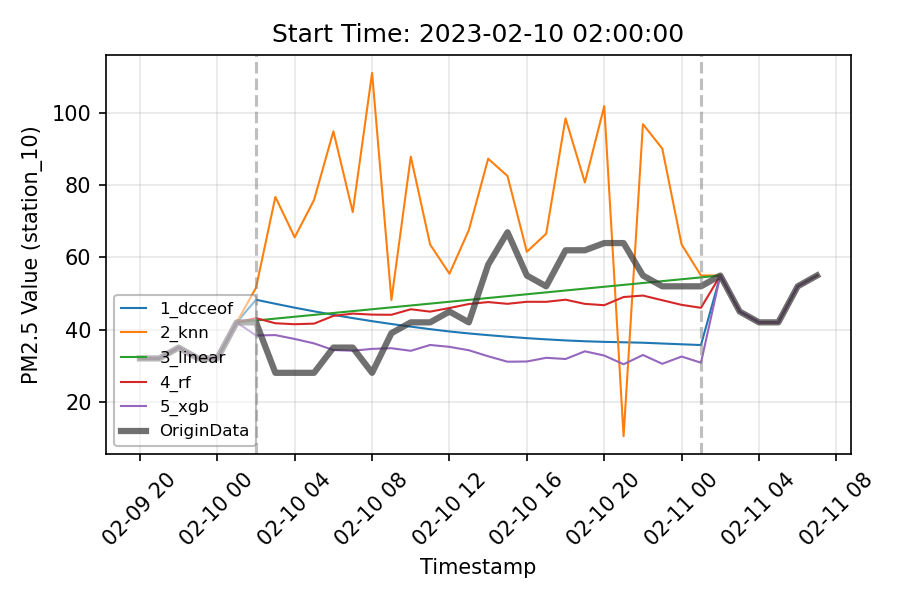 Start Time: 2023-02-10 02:00:00
PM2.5 Value (station_10)
100
80
60
40
20
1_dcceof
2_knn
3_linear
4_rf
5_xgb
OriginData
02-09 20
02-10 00
02-10 04
02-10 08
02-10 12
02-10 16
02-10 20
02-11 00
02-11 04
02-11 08
Timestamp